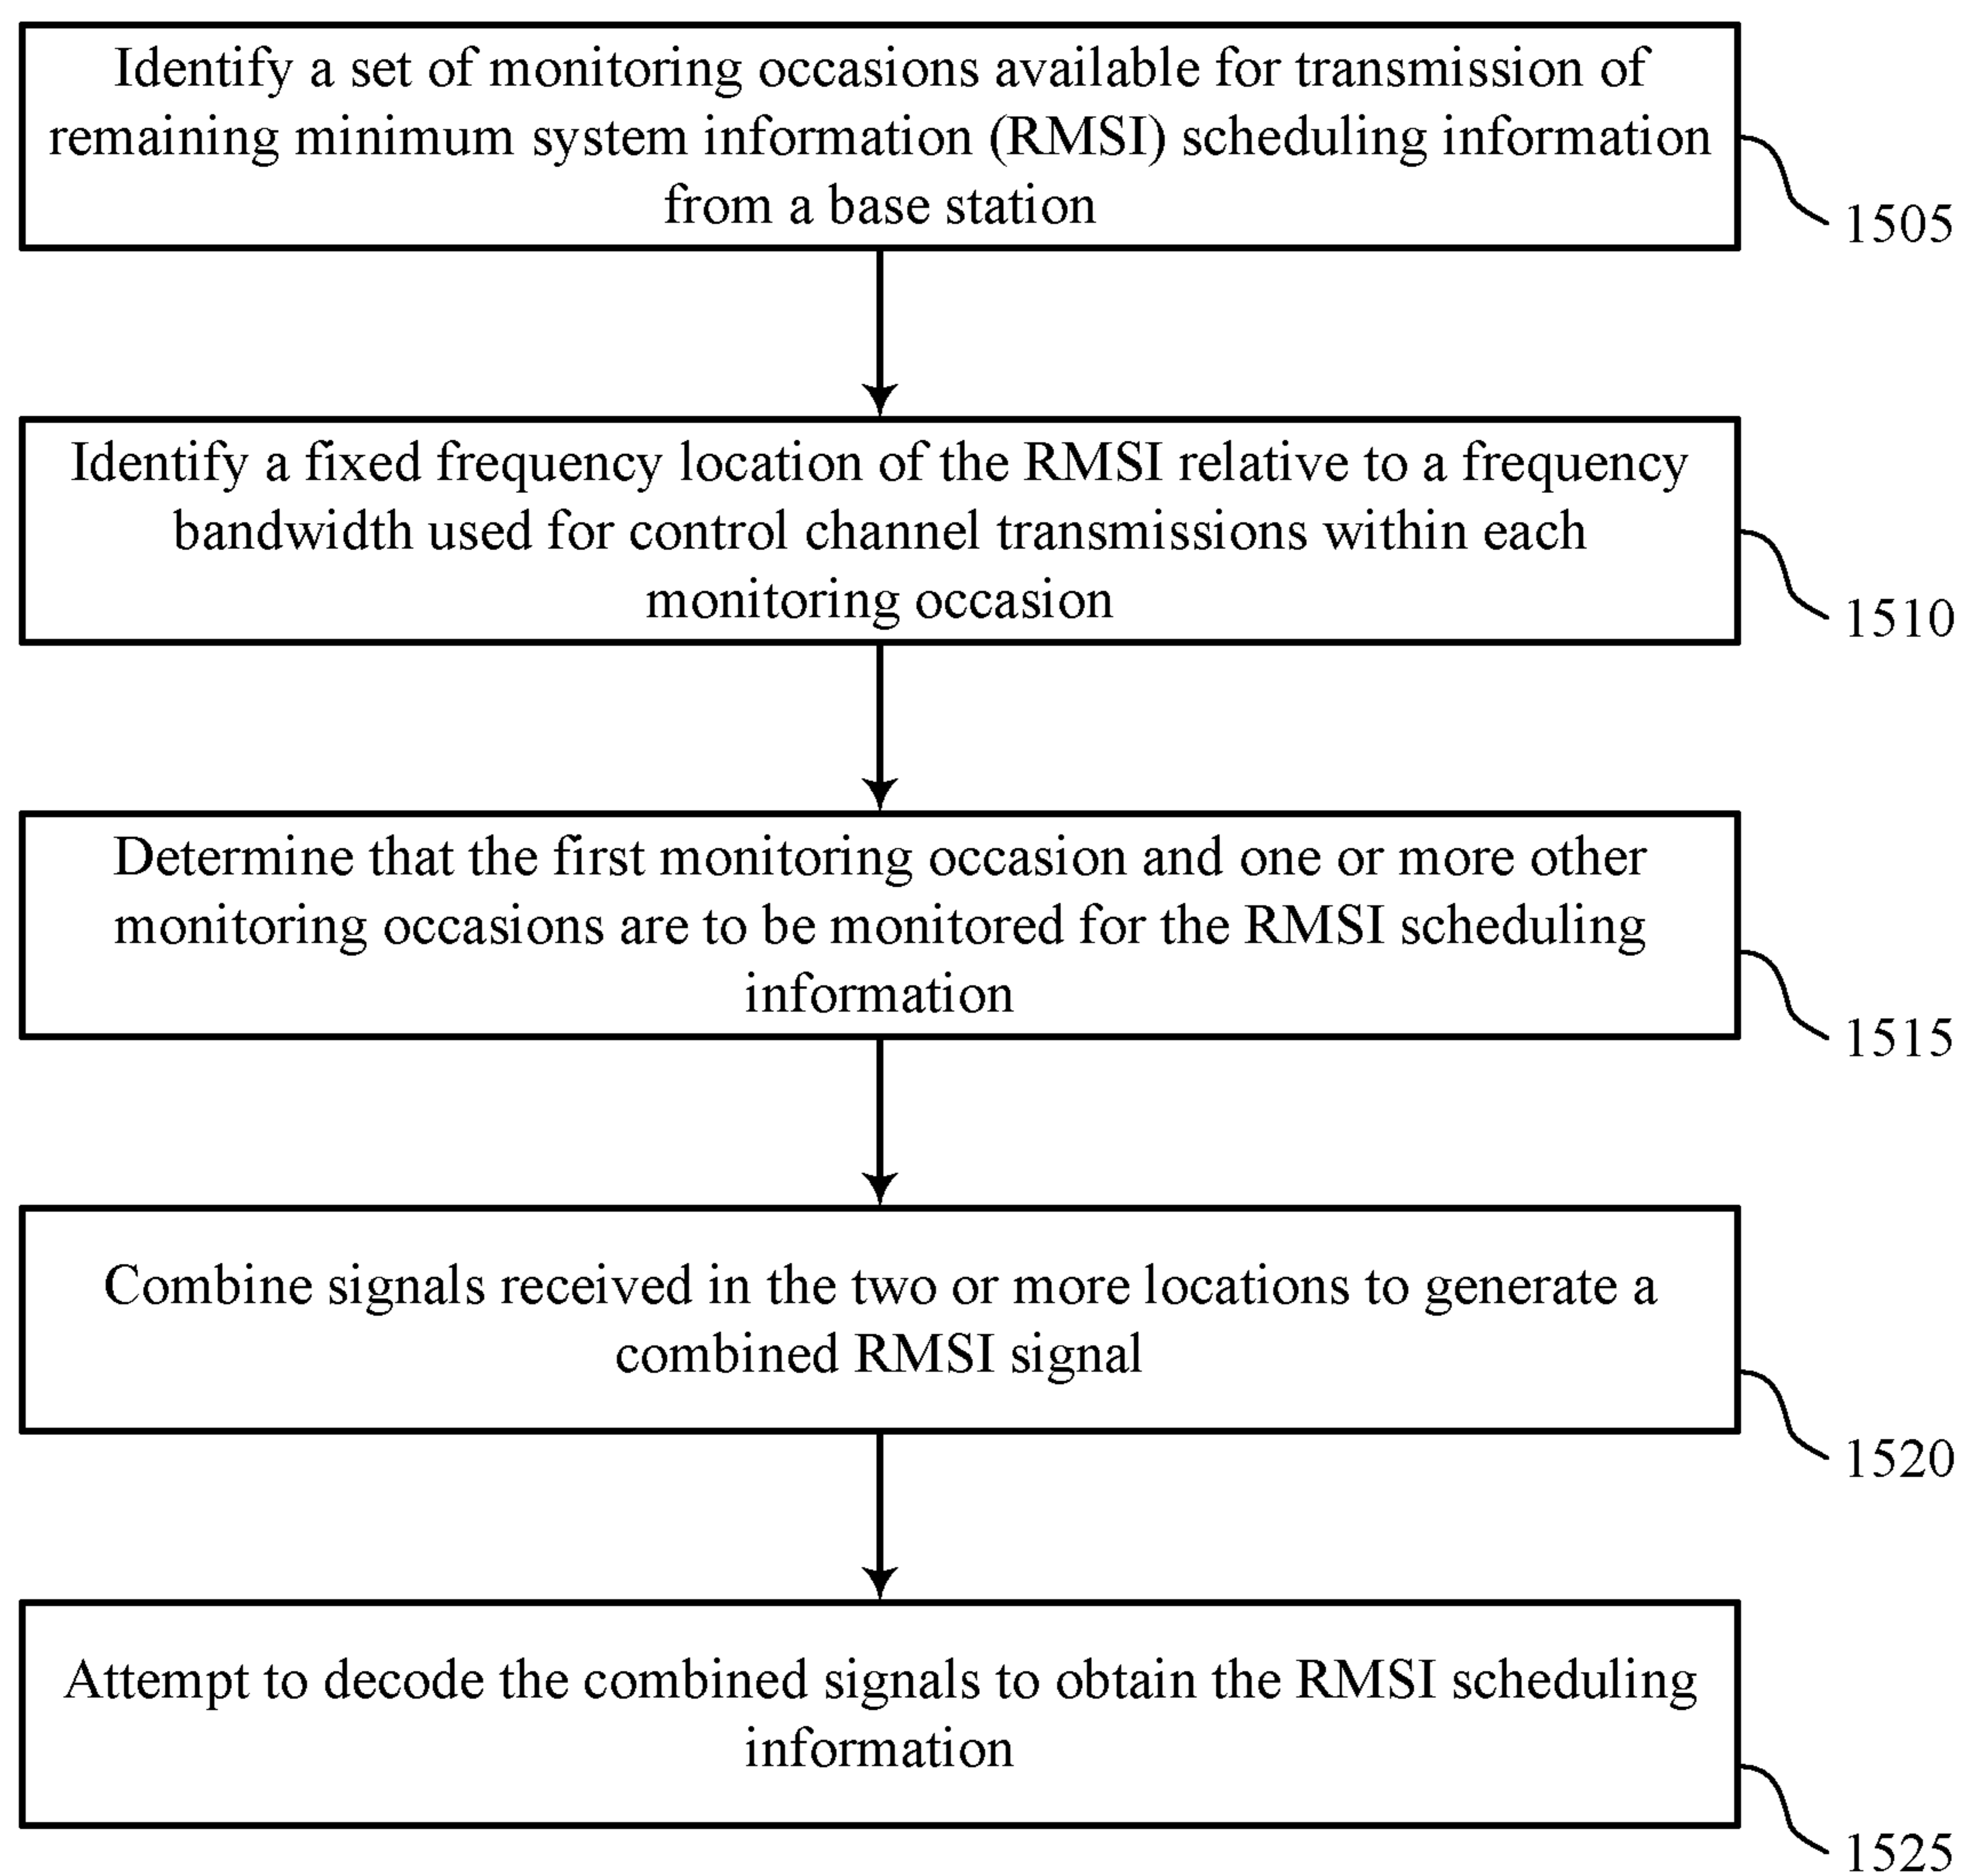 Identify a set of monitoring occasions available for transmission of
remaining minimum system information (RMSI) scheduling information
from a base station
1505
Identify a fixed frequency location of the RMSI relative to a frequency
bandwidth used for control channel transmissions within each
monitoring occasion
1510
Determine that the first monitoring occasion and one or more other
monitoring occasions are to be monitored for the RMSI scheduling
information
1515
Combine signals received in the two or more locations to generate a
combined RMSI signal
1520
Attempt to decode the combined signals to obtain the RMSI scheduling
information
1525